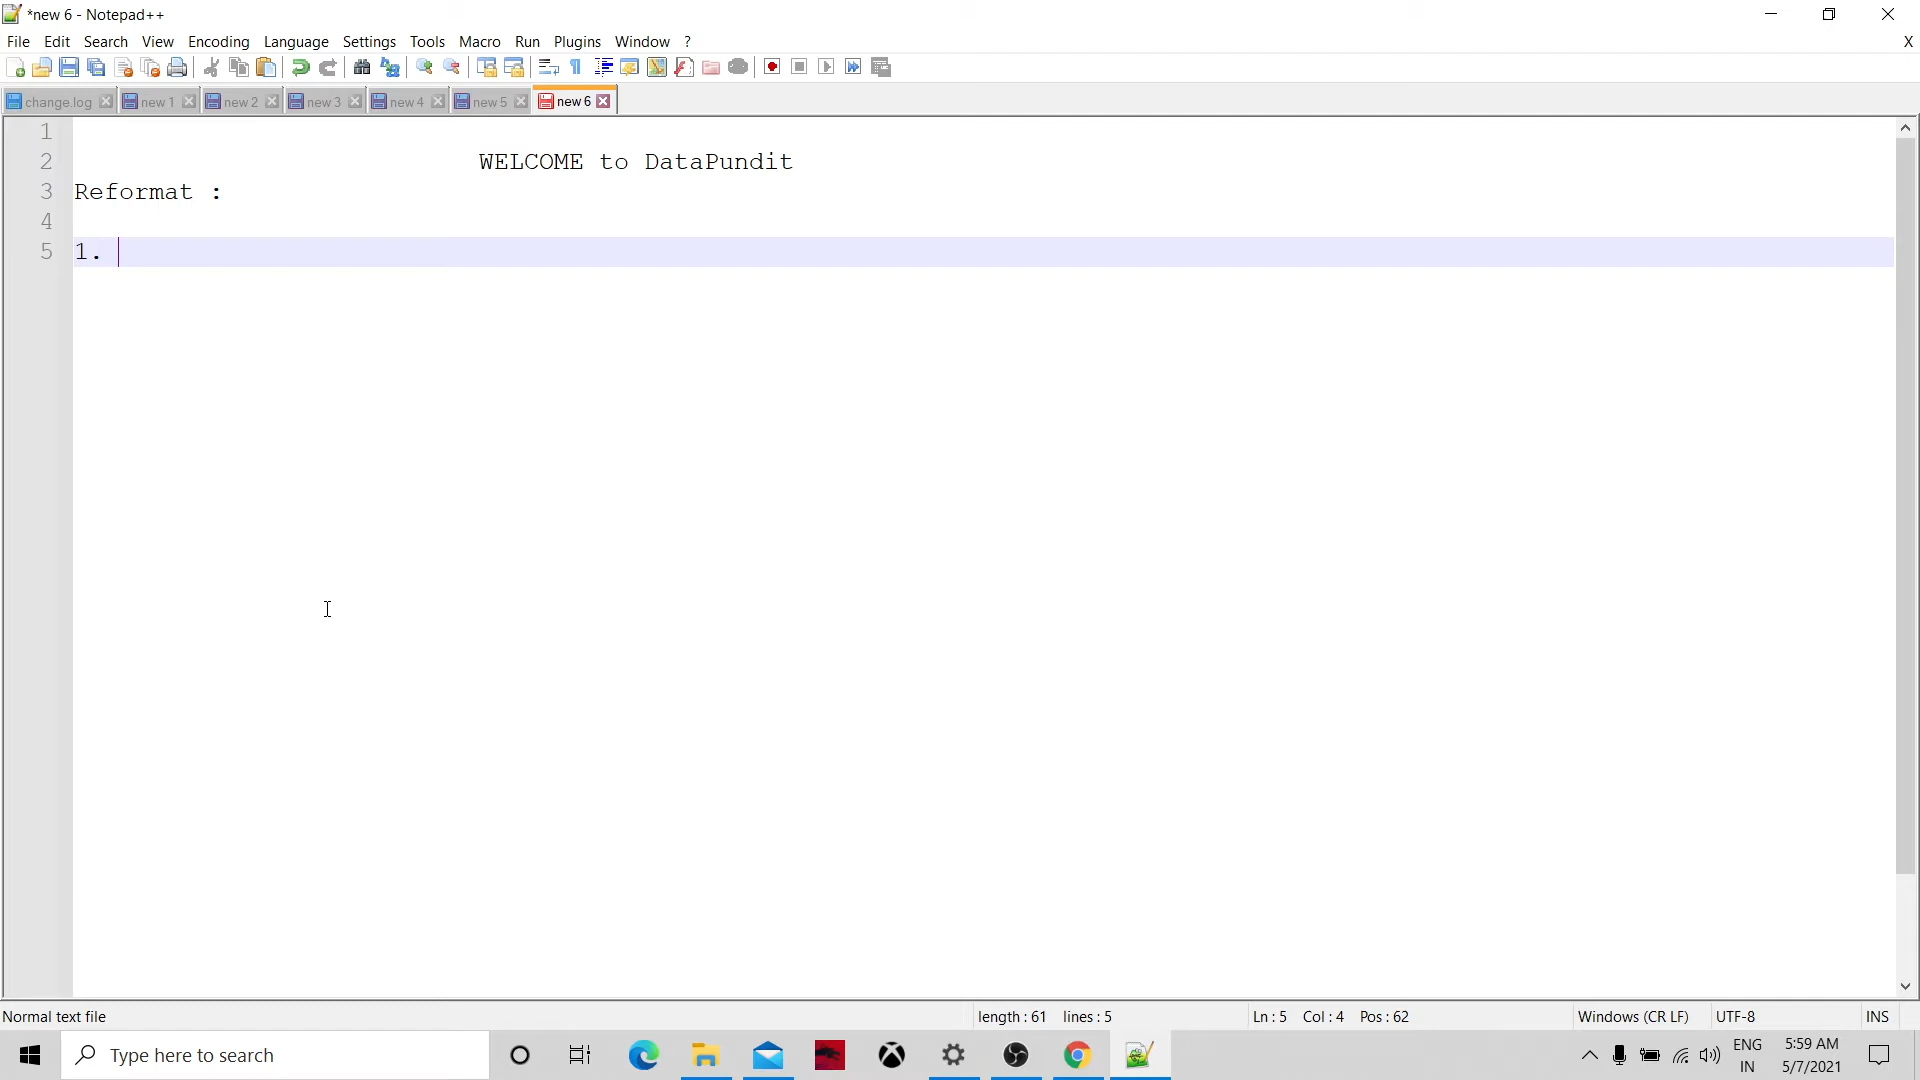 *new 6 - Notepad++
File Edit Search View Encoding Language Settings Tools Macro Run Plugins Window ? X
change.log new 1 new 2 new 3 new 4 new 5 new 6
1
2 WELCOME to DataPundit
3 Reformat :
4
5 1.
Normal text file length : 61 lines : 5 Ln : 5 Col : 4 Pos : 62 Windows (CR LF) UTF-8 INS
Type here to search ENG 5:59 AM
IN 5/7/2021